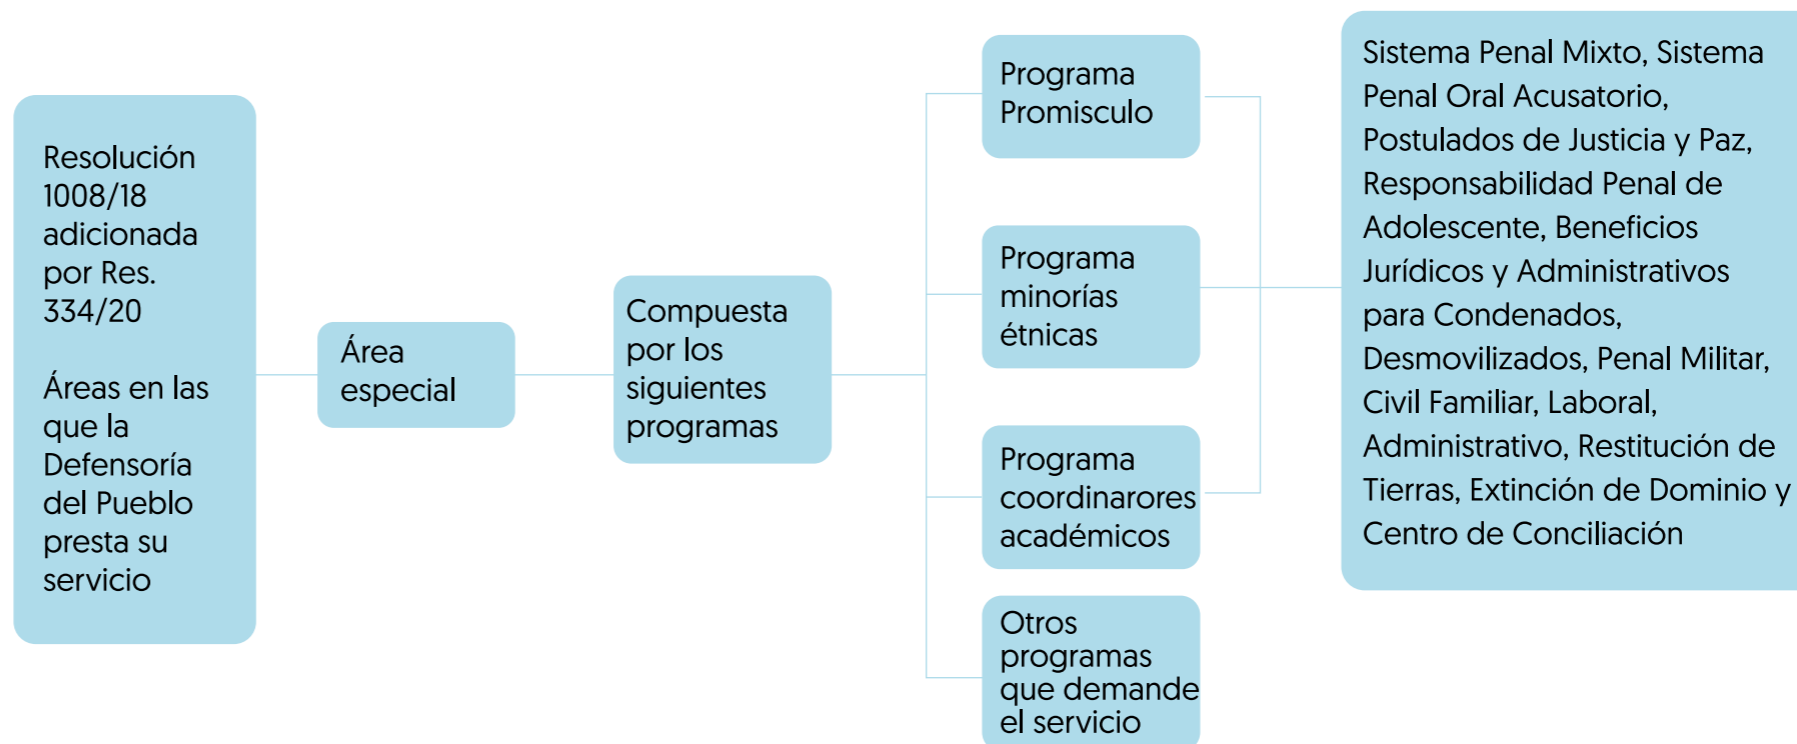 Resolución
1008/18
adicionada
por Res.
334/20
Áreas en las
que la
Defensoría
del Pueblo
presta su
servicio
Área
especial
Compuesta
por los
siguientes
programas
Programa
Promisculo
Programa
minorías
étnicas
Programa
coordinarores
académicos
Otros
programas
que demande
el servicio
Sistema Penal Mixto, Sistema
Penal Oral Acusatorio,
Postulados de Justicia y Paz,
Responsabilidad Penal de
Adolescente, Beneficios
Jurídicos y Administrativos
para Condenados,
Desmovilizados, Penal Militar,
Civil Familiar, Laboral,
Administrativo, Restitución de
Tierras, Extinción de Dominio y
Centro de Conciliación